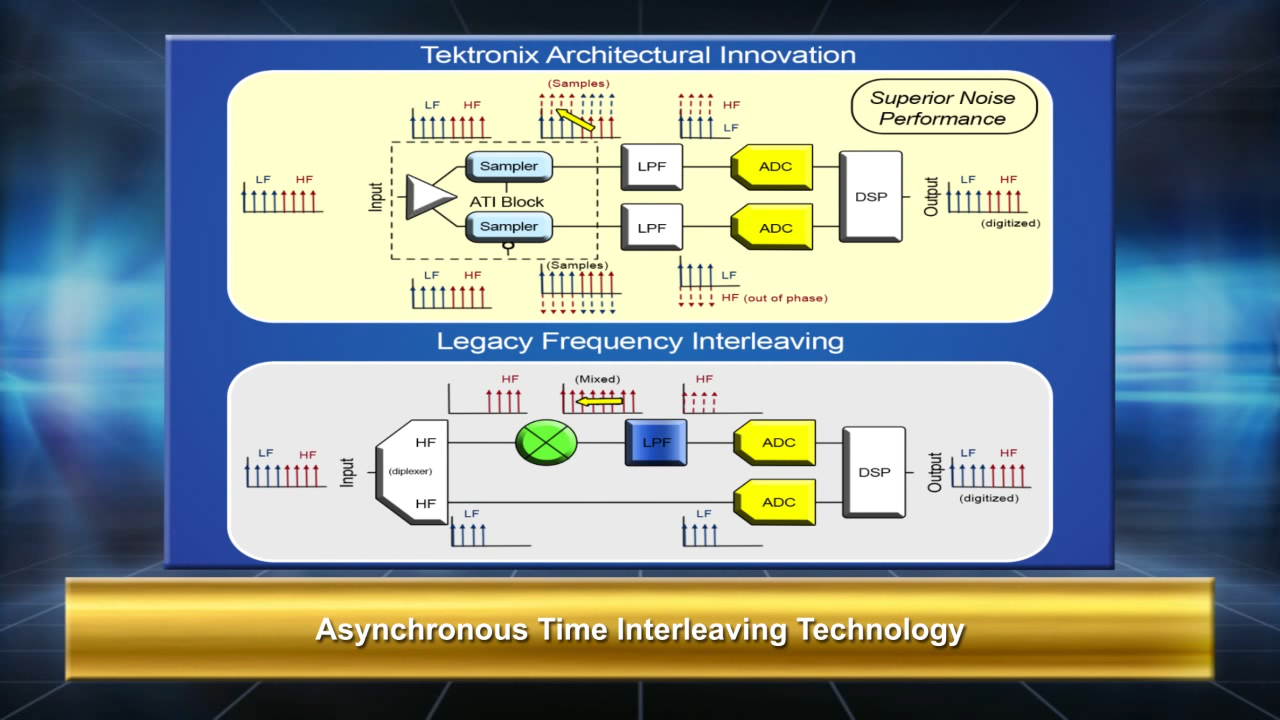 Tektronix Architectural Innovation
(Samples)
LF HF
HF
LF
Superior Noise
Performance
Sampler
LPF
ADC
LF HF
Input
ATI Block
DSP
Output
LF HF
(digitized)
Sampler
LPF
ADC
(Samples)
LF HF
LF
HF (out of phase)
Legacy Frequency Interleaving
HF
(Mixed)
HF
HF
LPF
ADC
LF HF
Input
(diplexer)
DSP
Output
LF HF
(digitized)
HF
ADC
LF
LF
Asynchronous Time Interleaving Technology